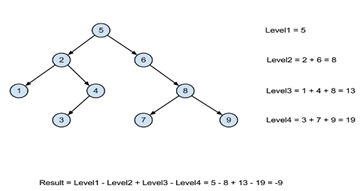 5
Level1 = 5
2
6
Level2 = 2 + 6 = 8
1
4
8
Level3 = 1 + 4 + 8 = 13
3
7
9
Level4 = 3 + 7 + 9 = 19
Result = Level1 - Level2 + Level3 - Level4 = 5 - 8 + 13 - 19 = -9